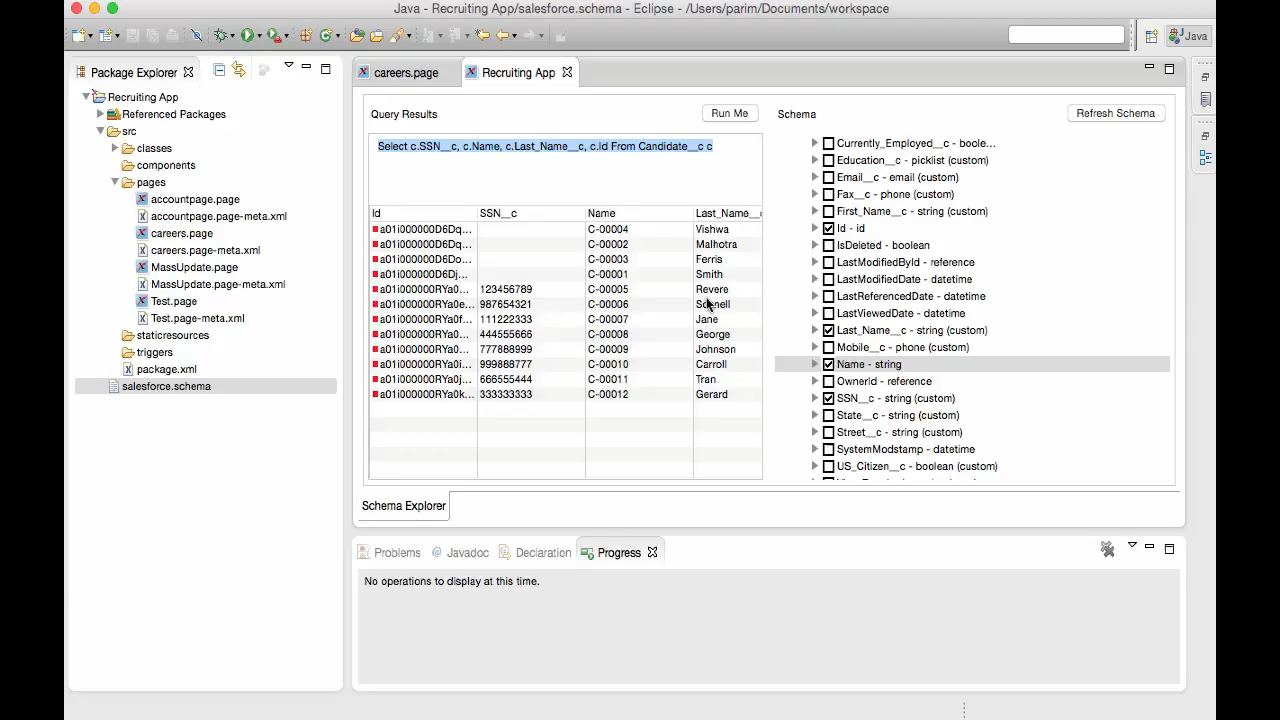 Java - Recruiting App/salesforce.schema - Eclipse - /Users/parim/Documents/workspace
Java
Package Explorer
Recruiting App
Referenced Packages
src
classes
components
pages
accountpage.page
accountpage.page-meta.xml
careers.page
careers.page-meta.xml
MassUpdate.page
MassUpdate.page-meta.xml
Test.page
Test.page-meta.xml
staticresources
triggers
package.xml
salesforce.schema
careers.page
Recruiting App
Query Results
Run Me
Select c.SSN__c, c.Name, c.Last_Name__c, c.Id From Candidate__c c
Id SSN__c Name Last_Name__c
a01i000000D6Dq... C-00004 Vishwa
a01i000000D6Dq... C-00002 Malhotra
a01i000000D6Do... C-00003 Ferris
a01i000000D6Dj... C-00001 Smith
a01i000000RYa0... 123456789 C-00005 Revere
a01i000000RYa0e... 987654321 C-00006
a01i000000RYa0f... 111222333 C-00007 Jane
a01i000000RYa0... 444555666 C-00008 George
a01i000000RYa0... 777888999 C-00009 Johnson
a01i000000RYa0i... 999888777 C-00010 Carroll
a01i000000RYa0j... 666555444 C-00011 Tran
a01i000000RYa0k... 333333333 C-00012 Gerard
Schema
Refresh Schema
Currently_Employed__c - boole...
Education__c - picklist (custom)
Email__c - email (custom)
Fax__c - phone (custom)
First_Name__c - string (custom)
Id - id
IsDeleted - boolean
LastModifiedById - reference
LastModifiedDate - datetime
LastReferencedDate - datetime
LastViewedDate - datetime
Last_Name__c - string (custom)
Mobile__c - phone (custom)
Name - string
OwnerId - reference
SSN__c - string (custom)
State__c - string (custom)
Street__c - string (custom)
SystemModstamp - datetime
US_Citizen__c - boolean (custom)
Schema Explorer
Problems
@ Javadoc
Declaration
Progress
No operations to display at this time.